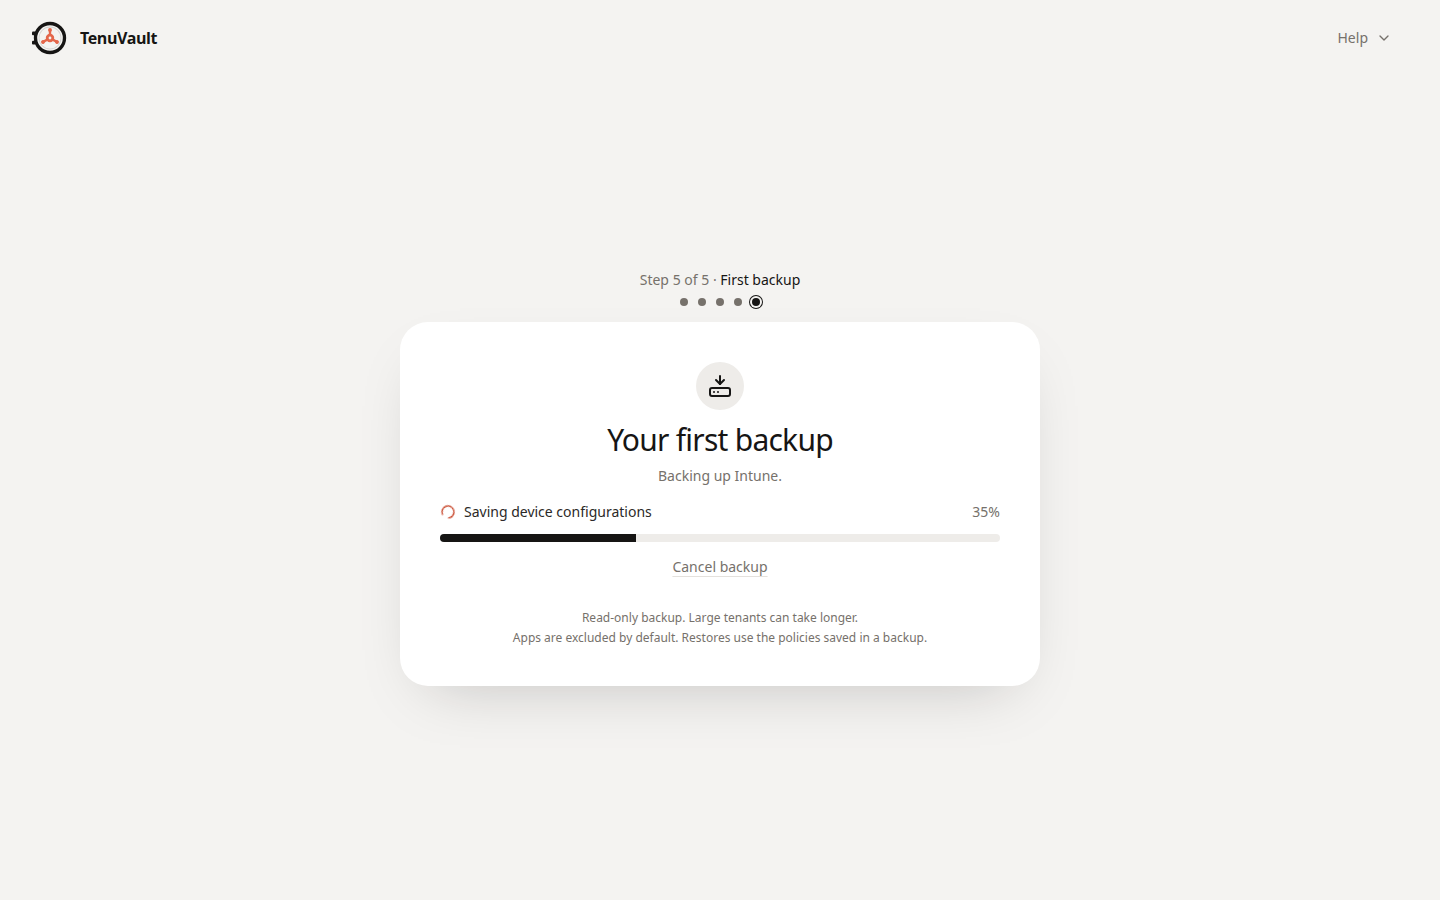 TenuVault
Help
Step 5 of 5 · First backup
Your first backup
Backing up Intune.
Saving device configurations
35%
Cancel backup
Read-only backup. Large tenants can take longer.
Apps are excluded by default. Restores use the policies saved in a backup.